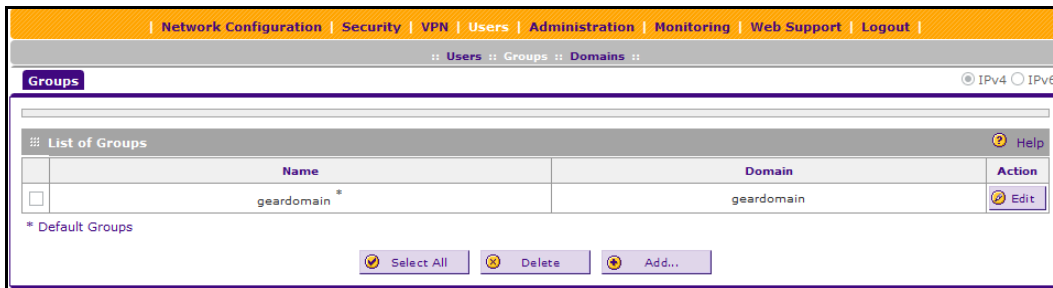 | Network Configuration | Security | VPN | Users | Administration | Monitoring | Web Support | Logout |
:: Users :: Groups :: Domains ::
Groups IPv4 IPv6
List of Groups Help
Name Domain Action
geardomain * geardomain Edit
* Default Groups
Select All Delete Add...